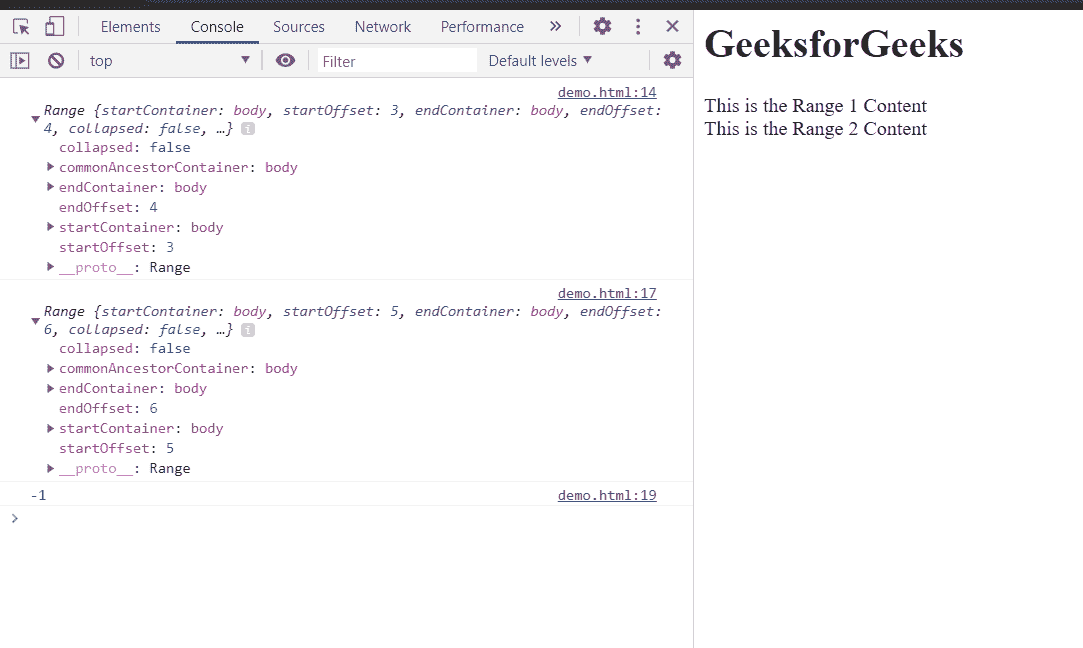 Elements Console Sources Network Performance »
top Filter Default levels
demo.html:14
Range {startContainer: body, startOffset: 3, endContainer: body, endOffset:
4, collapsed: false, …} i
collapsed: false
commonAncestorContainer: body
endContainer: body
endOffset: 4
startContainer: body
startOffset: 3
__proto__: Range
demo.html:17
Range {startContainer: body, startOffset: 5, endContainer: body, endOffset:
6, collapsed: false, …} i
collapsed: false
commonAncestorContainer: body
endContainer: body
endOffset: 6
startContainer: body
startOffset: 5
__proto__: Range
-1 demo.html:19
>
GeeksforGeeks
This is the Range 1 Content
This is the Range 2 Content